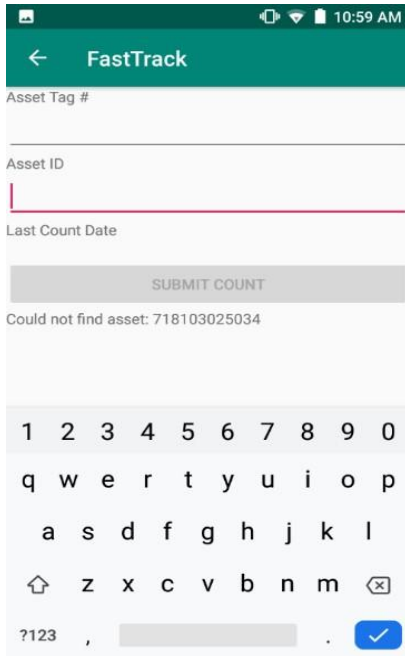 10:59 AM
FastTrack
Asset Tag #
Asset ID
Last Count Date
SUBMIT COUNT
Could not find asset: 718103025034
1 2 3 4 5 6 7 8 9 0
q w e r t y u i o p
a s d f g h j k l
z x c v b n m
?123 , .